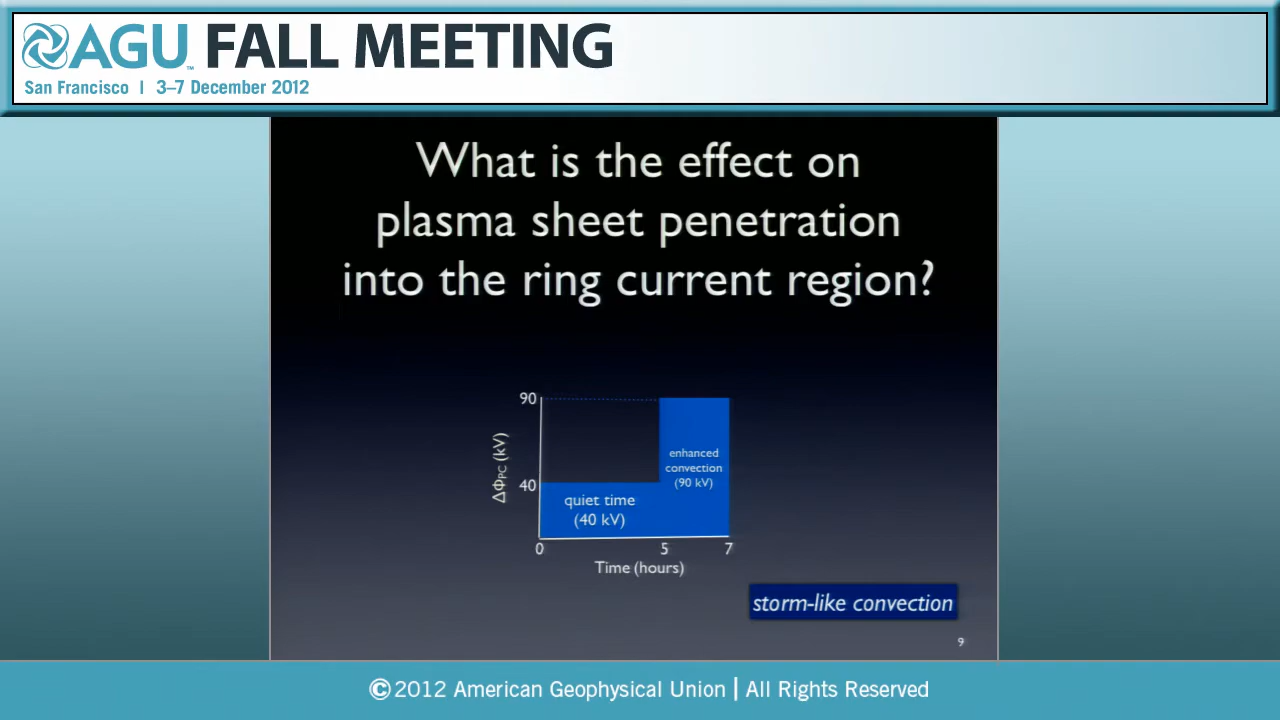 AGU™ FALL MEETING
San Francisco | 3–7 December 2012
What is the effect on
plasma sheet penetration
into the ring current region?
90
40
ΔΦPC (kV)
enhanced
convection
(90 kV)
quiet time
(40 kV)
0 5 7
Time (hours)
storm-like convection
9
©2012 American Geophysical Union | All Rights Reserved